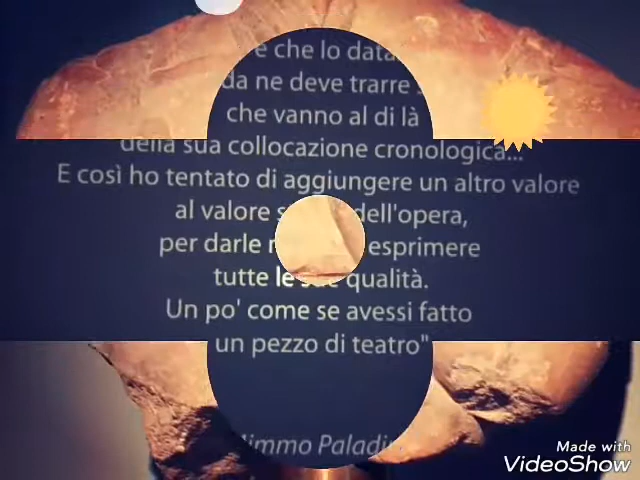 e che lo data
da ne deve trarre
che vanno al di là
della sua collocazione cronologica...
E così ho tentato di aggiungere un altro valore
al valore dell'opera,
per darle esprimere
tutte le qualità.
Un po' come se avessi fatto
un pezzo di teatro"
Mimmo Paladi
Made with
VideoShow